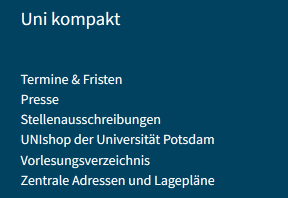 Uni kompakt
Termine & Fristen
Presse
Stellenausschreibungen
UNIshop der Universität Potsdam
Vorlesungsverzeichnis
Zentrale Adressen und Lagepläne